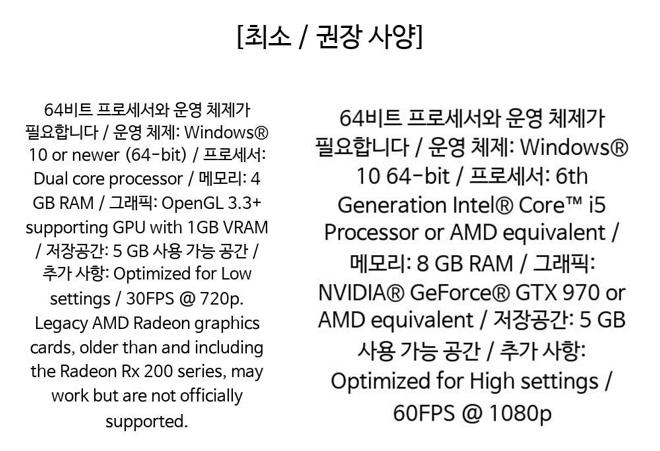 [최소 / 권장 사양]
64비트 프로세서와 운영 체제가
필요합니다 / 운영 체제: Windows®
10 or newer (64-bit) / 프로세서:
Dual core processor / 메모리: 4
GB RAM / 그래픽: OpenGL 3.3+
supporting GPU with 1GB VRAM
/ 저장공간: 5 GB 사용 가능 공간 /
추가 사항: Optimized for Low
settings / 30FPS @ 720p.
Legacy AMD Radeon graphics
cards, older than and including
the Radeon Rx 200 series, may
work but are not officially
supported.
64비트 프로세서와 운영 체제가
필요합니다 / 운영 체제: Windows®
10 64-bit / 프로세서: 6th
Generation Intel® Core™ i5
Processor or AMD equivalent /
메모리: 8 GB RAM / 그래픽:
NVIDIA® GeForce® GTX 970 or
AMD equivalent / 저장공간: 5 GB
사용 가능 공간 / 추가 사항:
Optimized for High settings /
60FPS @ 1080p